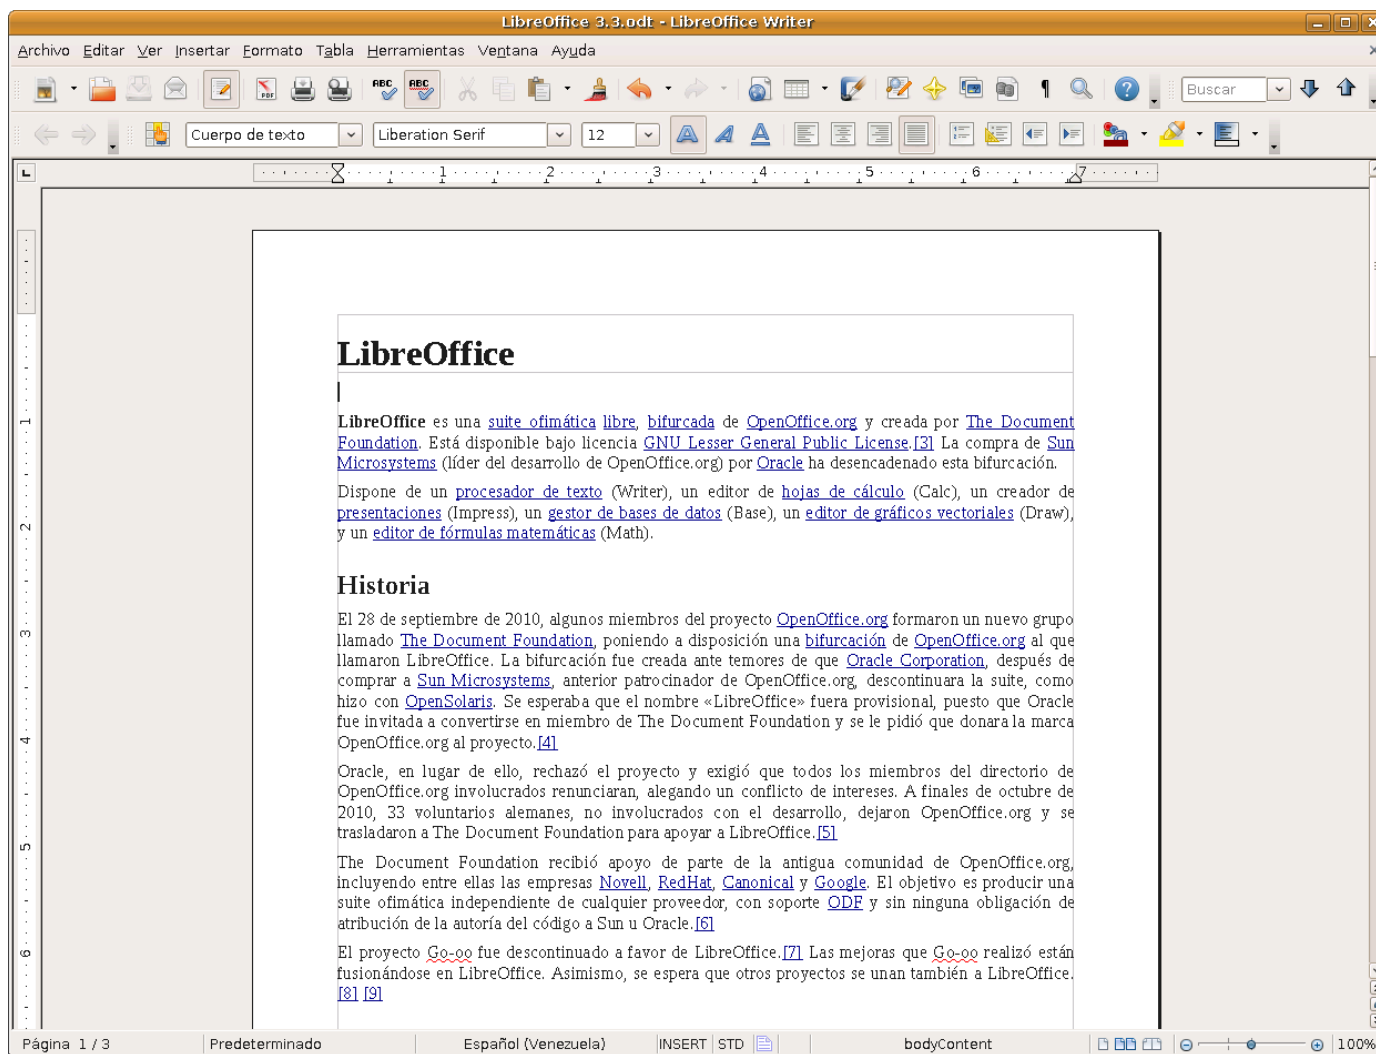 LibreOffice 3.3.odt - LibreOffice Writer
Archivo Editar Ver Insertar Formato Tabla Herramientas Ventana Ayuda
PDF ABC ABC Buscar
Cuerpo de texto Liberation Serif 12 A A A
1 2 3 4 5 6 7
LibreOffice
LibreOffice es una suite ofimática libre, bifurcada de OpenOffice.org y creada por The Document
Foundation. Está disponible bajo licencia GNU Lesser General Public License.[3] La compra de Sun
Microsystems (líder del desarrollo de OpenOffice.org) por Oracle ha desencadenado esta bifurcación.
Dispone de un procesador de texto (Writer), un editor de hojas de cálculo (Calc), un creador de
presentaciones (Impress), un gestor de bases de datos (Base), un editor de gráficos vectoriales (Draw),
y un editor de fórmulas matemáticas (Math).
Historia
El 28 de septiembre de 2010, algunos miembros del proyecto OpenOffice.org formaron un nuevo grupo
llamado The Document Foundation, poniendo a disposición una bifurcación de OpenOffice.org al que
llamaron LibreOffice. La bifurcación fue creada ante temores de que Oracle Corporation, después de
comprar a Sun Microsystems, anterior patrocinador de OpenOffice.org, descontinuara la suite, como
hizo con OpenSolaris. Se esperaba que el nombre «LibreOffice» fuera provisional, puesto que Oracle
fue invitada a convertirse en miembro de The Document Foundation y se le pidió que donara la marca
OpenOffice.org al proyecto.[4]
Oracle, en lugar de ello, rechazó el proyecto y exigió que todos los miembros del directorio de
OpenOffice.org involucrados renunciaran, alegando un conflicto de intereses. A finales de octubre de
2010, 33 voluntarios alemanes, no involucrados con el desarrollo, dejaron OpenOffice.org y se
trasladaron a The Document Foundation para apoyar a LibreOffice.[5]
The Document Foundation recibió apoyo de parte de la antigua comunidad de OpenOffice.org,
incluyendo entre ellas las empresas Novell, RedHat, Canonical y Google. El objetivo es producir una
suite ofimática independiente de cualquier proveedor, con soporte ODF y sin ninguna obligación de
atribución de la autoría del código a Sun u Oracle.[6]
El proyecto Go-oo fue descontinuado a favor de LibreOffice.[7] Las mejoras que Go-oo realizó están
fusionándose en LibreOffice. Asimismo, se espera que otros proyectos se unan también a LibreOffice.
[8] [9]
1
2
3
4
5
6
Página 1 / 3 Predeterminado Español (Venezuela) INSERT STD bodyContent 100%